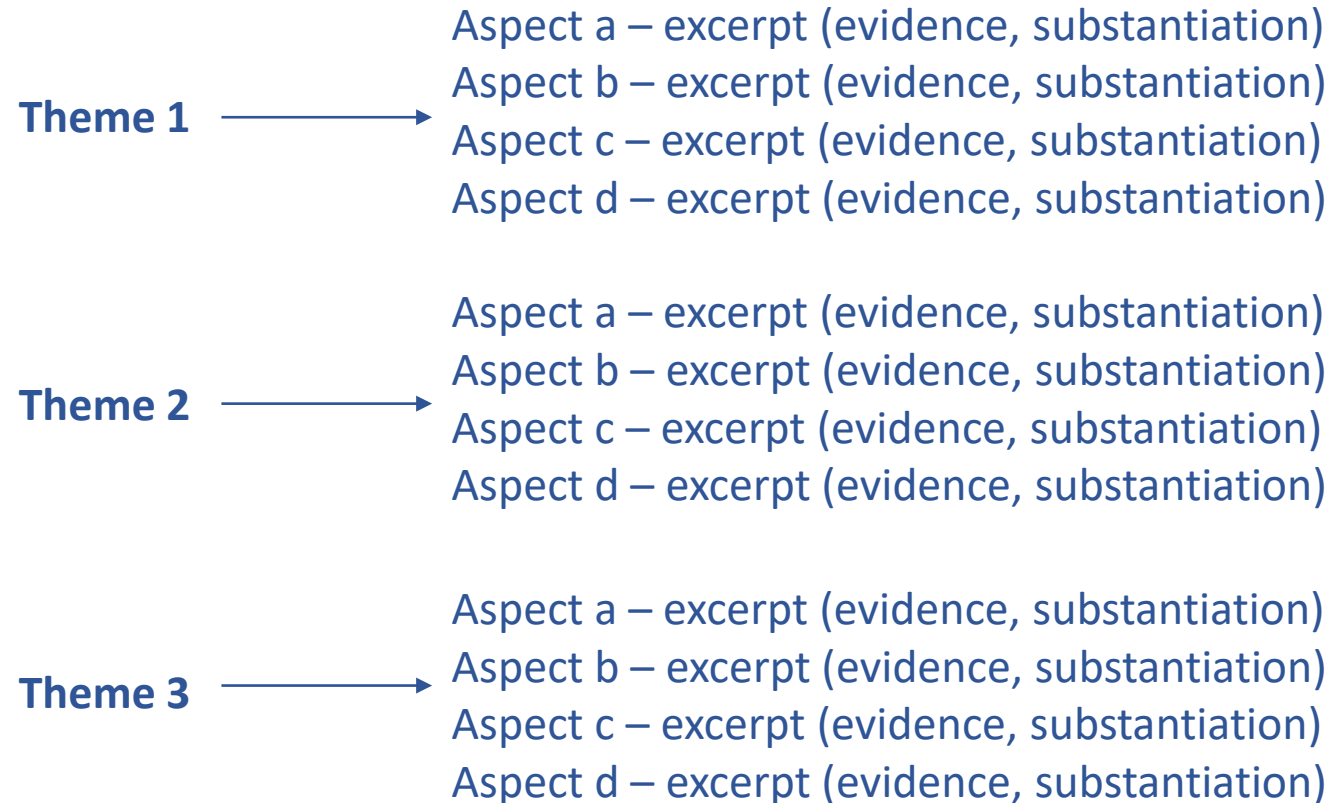 Theme 1
Aspect a – excerpt (evidence, substantiation)
Aspect b – excerpt (evidence, substantiation)
Aspect c – excerpt (evidence, substantiation)
Aspect d – excerpt (evidence, substantiation)
Theme 2
Aspect a – excerpt (evidence, substantiation)
Aspect b – excerpt (evidence, substantiation)
Aspect c – excerpt (evidence, substantiation)
Aspect d – excerpt (evidence, substantiation)
Theme 3
Aspect a – excerpt (evidence, substantiation)
Aspect b – excerpt (evidence, substantiation)
Aspect c – excerpt (evidence, substantiation)
Aspect d – excerpt (evidence, substantiation)